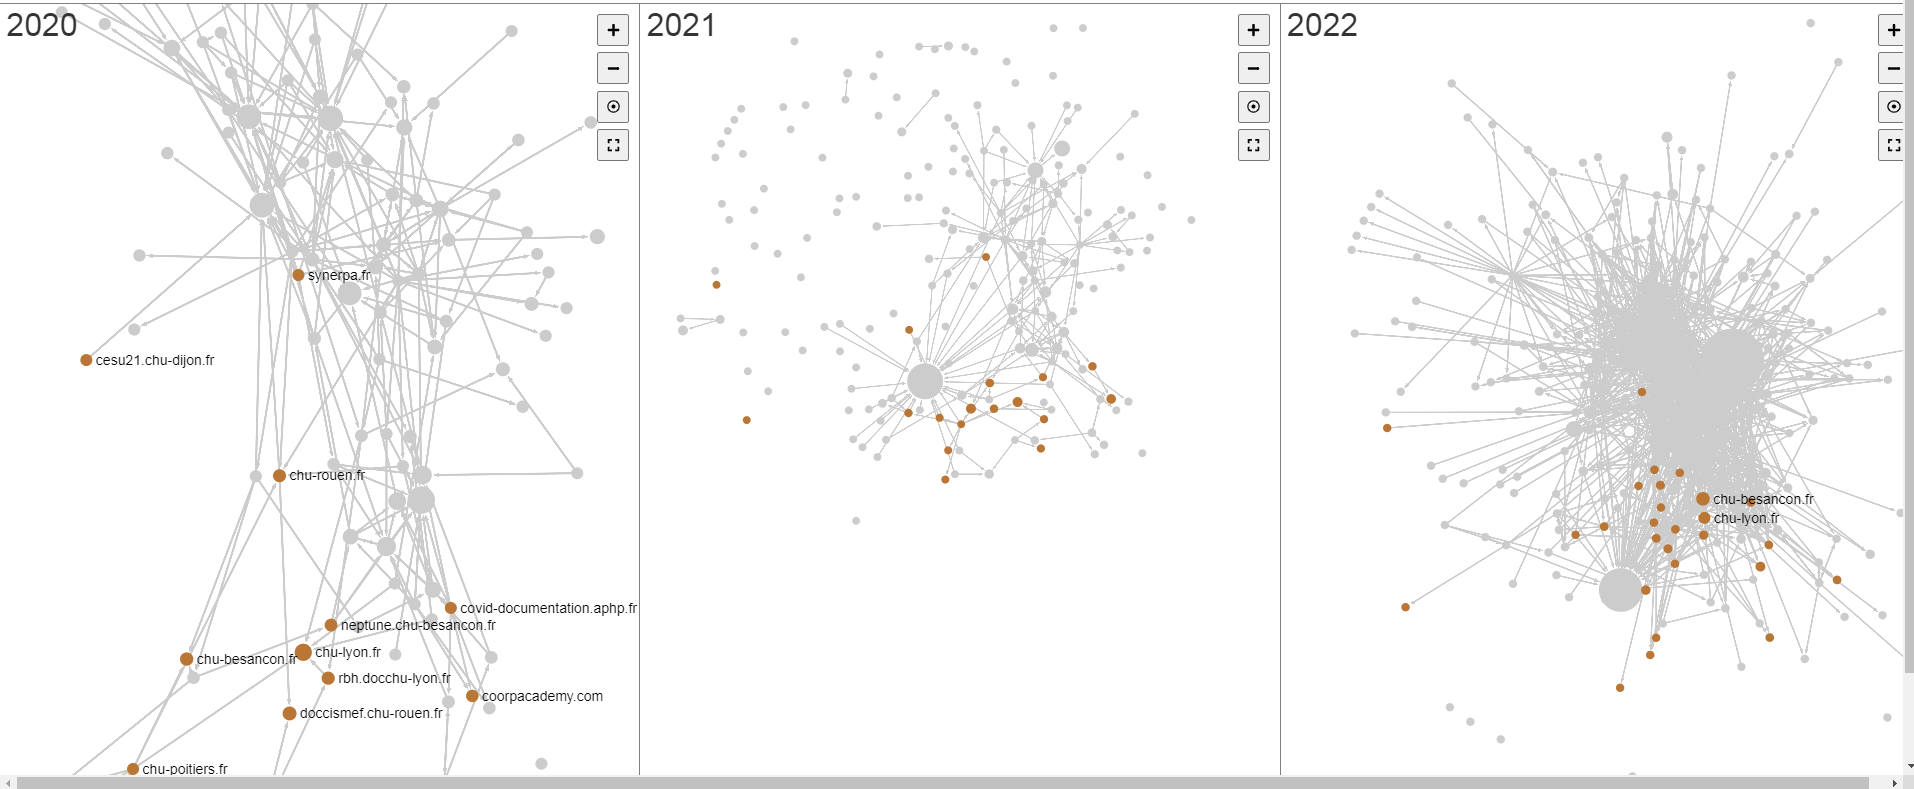 2020
2021
2022
synerpa.fr
cesu21.chu-dijon.fr
chu-rouen.fr
covid-documentation.aphp.fr
neptune.chu-besancon.fr
chu-lyon.fr
chu-besancon.fr
rbh.docchu-lyon.fr
coorpacademy.com
doccismef.chu-rouen.fr
chu-poitiers.fr
chu-besancon.fr
chu-lyon.fr